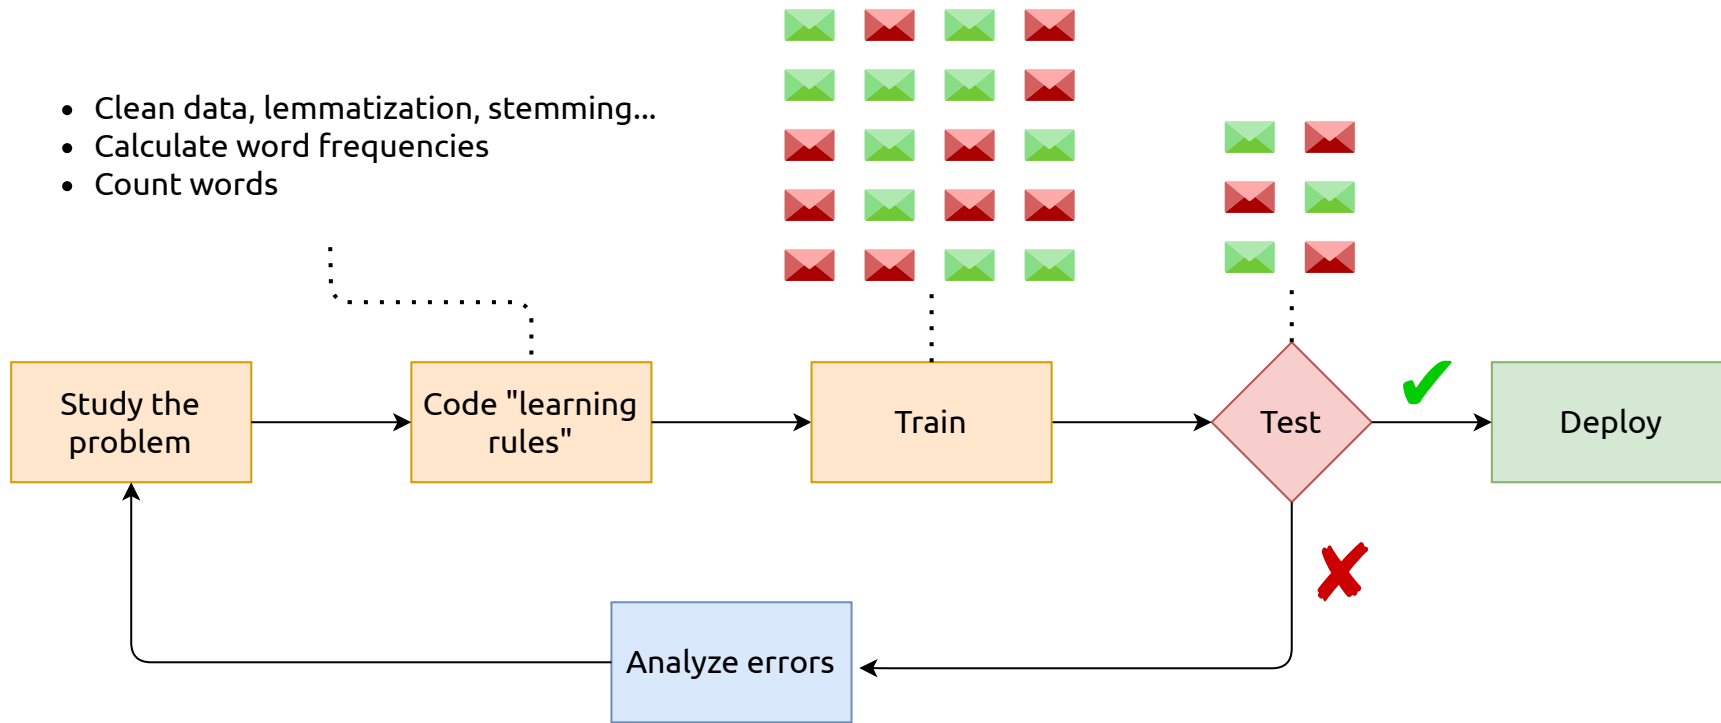 • Clean data, lemmatization, stemming...
• Calculate word frequencies
• Count words
Study the
problem
Code "learning
rules"
Train
Test
Deploy
Analyze errors